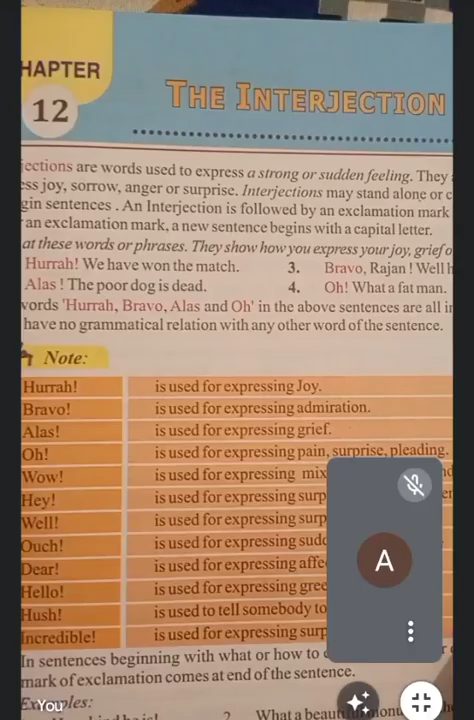 HAPTER
12
THE INTERJECTION
jections are words used to express a strong or sudden feeling. They
ess joy, sorrow, anger or surprise. Interjections may stand alone or
gin sentences . An Interjection is followed by an exclamation mark
an exclamation mark, a new sentence begins with a capital letter.
at these words or phrases. They show how you express your joy, grief
Hurrah! We have won the match. 3. Bravo, Rajan ! Well
Alas ! The poor dog is dead. 4. Oh! What a fat man.
words 'Hurrah, Bravo, Alas and Oh' in the above sentences are all
have no grammatical relation with any other word of the sentence.
Note:
Hurrah! is used for expressing Joy.
Bravo! is used for expressing admiration.
Alas! is used for expressing grief.
Oh! is used for expressing pain, surprise, pleading.
Wow! is used for expressing mix
Hey! is used for expressing surp
Well! is used for expressing surp
Ouch! is used for expressing sudd
Dear! is used for expressing affe
Hello! is used for expressing gree
Hush! is used to tell somebody to
Incredible! is used for expressing surp
A
In sentences beginning with what or how to
mark of exclamation comes at end of the sentence.
Examples:
You
2. What a beautiful